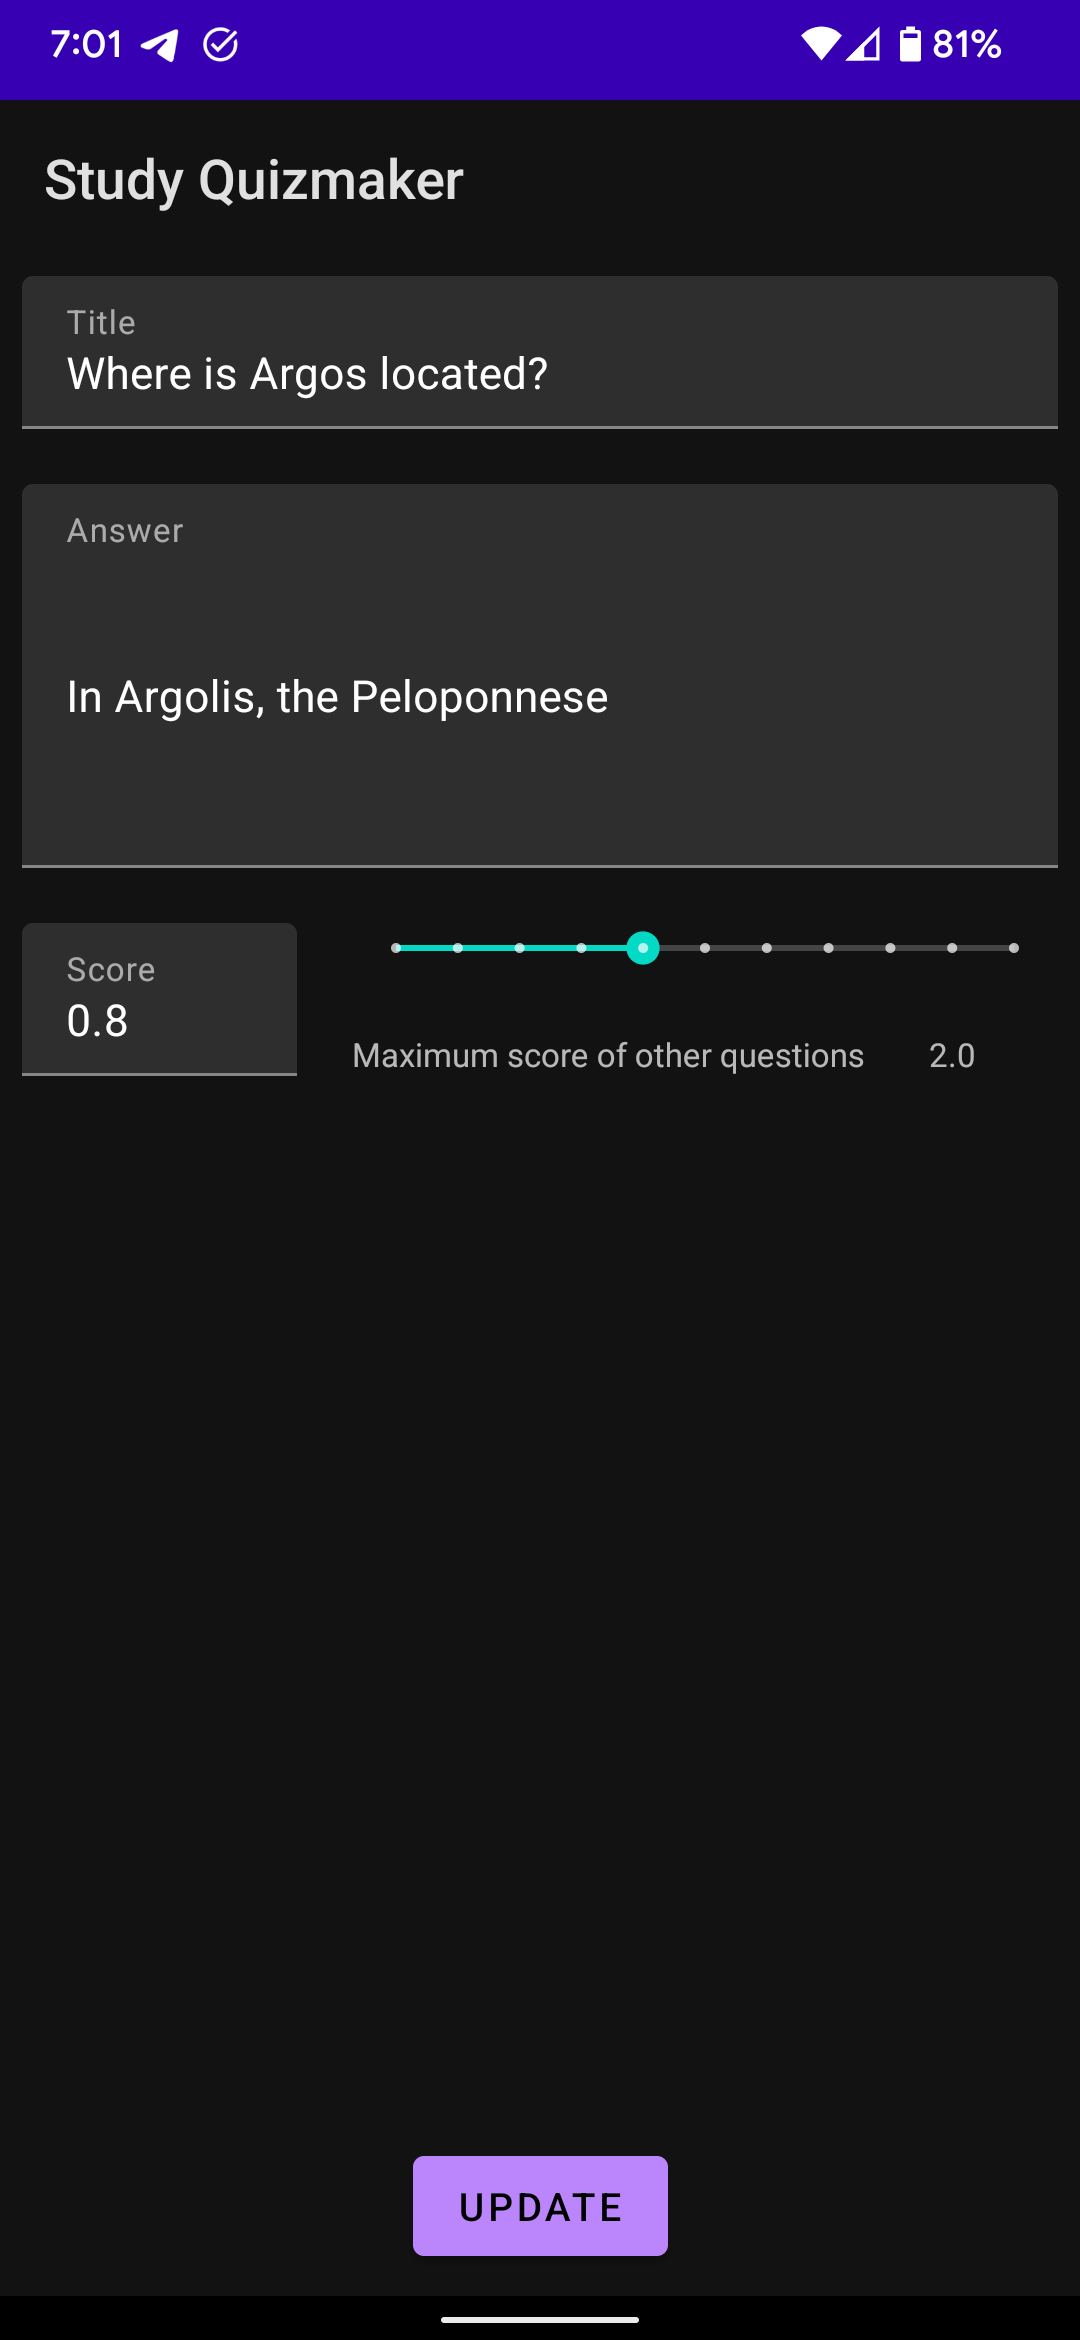 7:01 81%
Study Quizmaker
Title
Where is Argos located?
Answer
In Argolis, the Peloponnese
Score
0.8
Maximum score of other questions 2.0
UPDATE